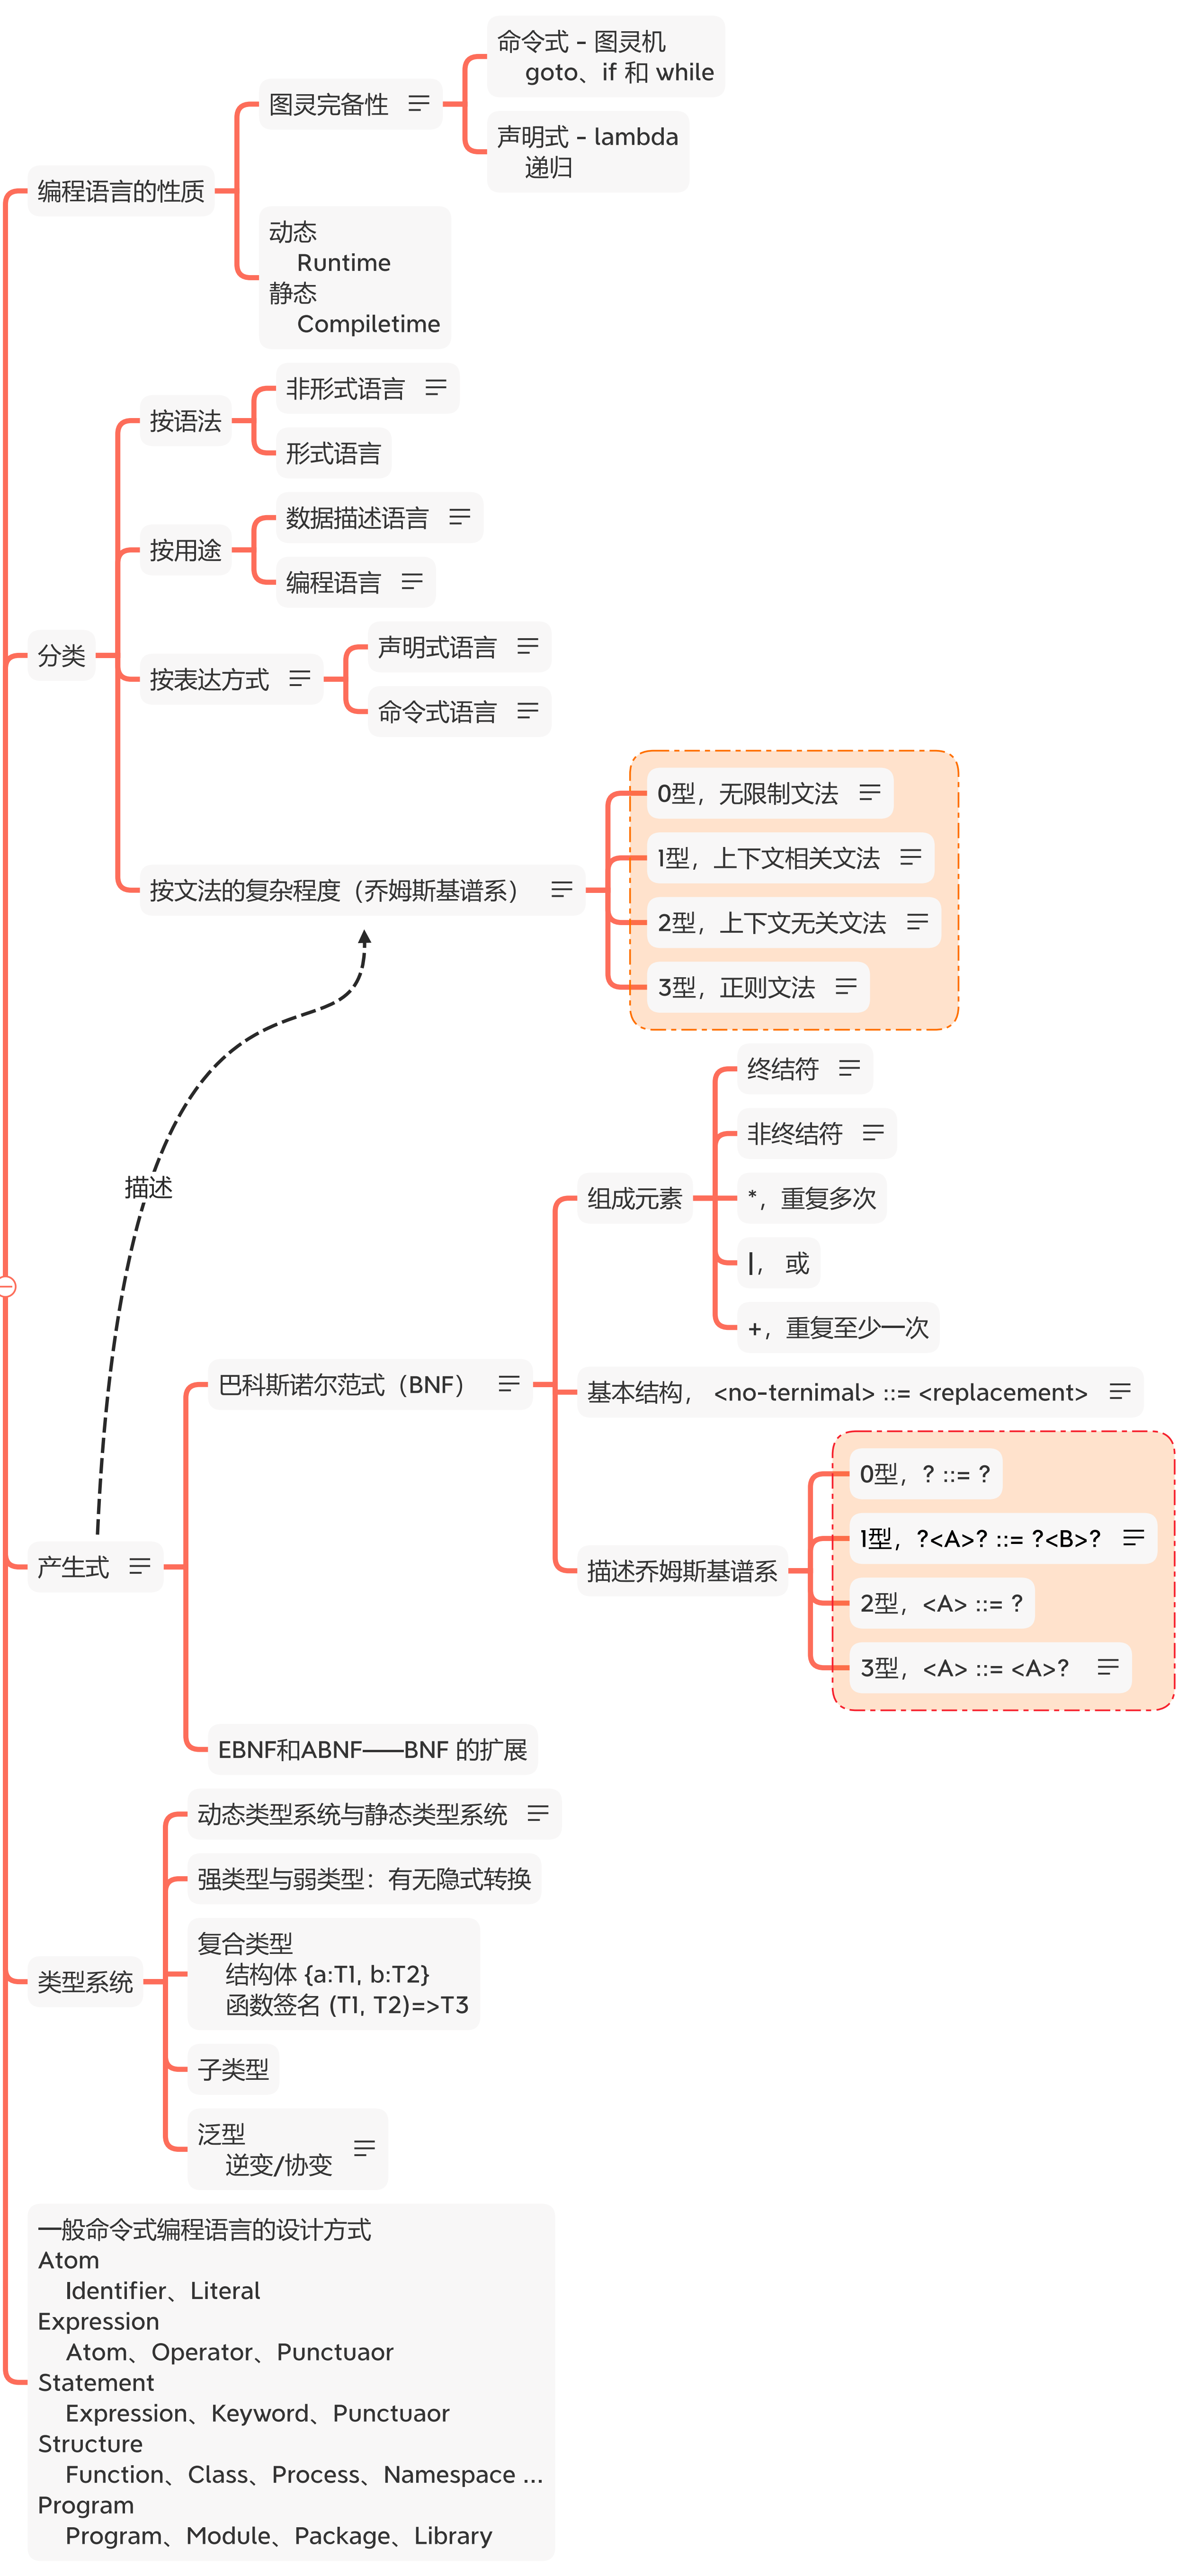 命令式 - 图灵机
goto、if 和 while
图灵完备性
声明式 - lambda
递归
编程语言的性质
动态
Runtime
静态
Compiletime
非形式语言
按语法
形式语言
数据描述语言
按用途
编程语言
声明式语言
分类
按表达方式
命令式语言
0型，无限制文法
1型，上下文相关文法
按文法的复杂程度（乔姆斯基谱系）
2型，上下文无关文法
3型，正则文法
终结符
非终结符
描述
组成元素
*，重复多次
|， 或
+，重复至少一次
巴科斯诺尔范式（BNF）
基本结构， <no-ternimal> ::= <replacement>
0型，? ::= ?
1型，?<A>? ::= ?<B>?
产生式
描述乔姆斯基谱系
2型，<A> ::= ?
3型，<A> ::= <A>?
EBNF和ABNF——BNF 的扩展
动态类型系统与静态类型系统
强类型与弱类型：有无隐式转换
复合类型
结构体 {a:T1, b:T2}
类型系统
函数签名 (T1, T2)=>T3
子类型
泛型
逆变/协变
一般命令式编程语言的设计方式
Atom
Identifier、Literal
Expression
Atom、Operator、Punctuaor
Statement
Expression、Keyword、Punctuaor
Structure
Function、Class、Process、Namespace ...
Program
Program、Module、Package、Library